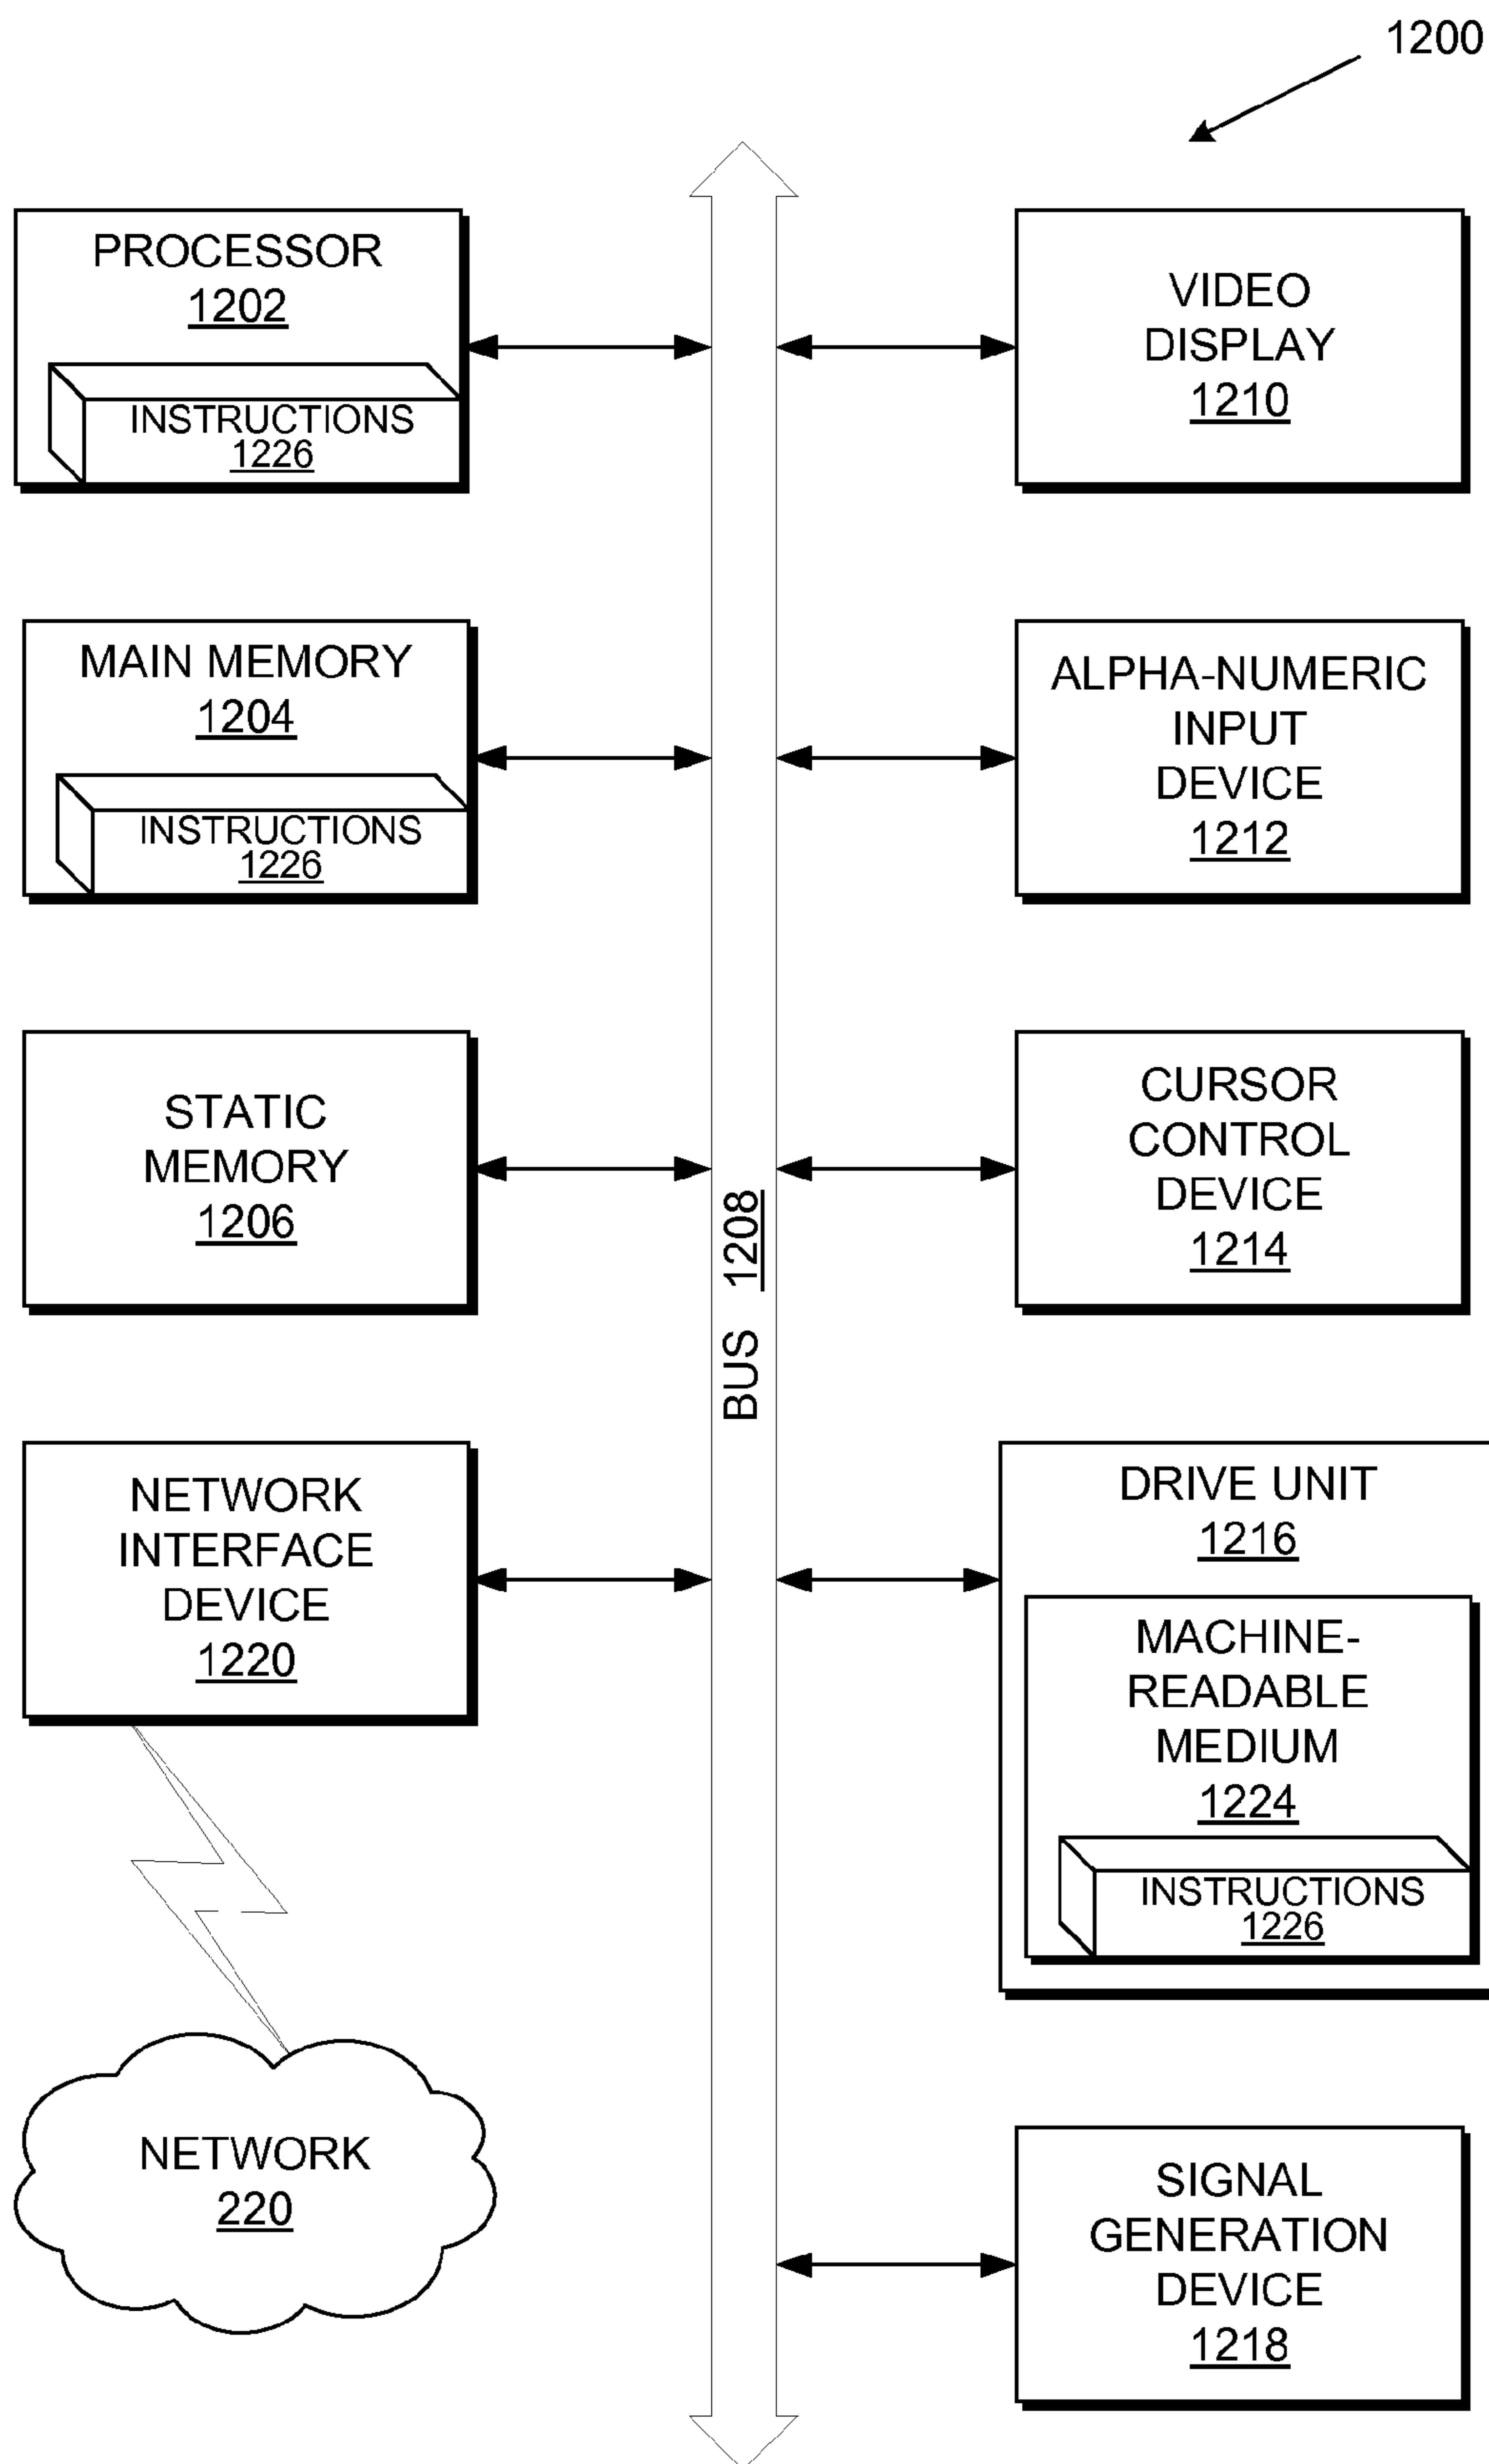 1200
PROCESSOR
1202
INSTRUCTIONS
1226
VIDEO
DISPLAY
1210
MAIN MEMORY
1204
INSTRUCTIONS
1226
ALPHA-NUMERIC
INPUT
DEVICE
1212
STATIC
MEMORY
1206
CURSOR
CONTROL
DEVICE
1214
BUS 1208
NETWORK
INTERFACE
DEVICE
1220
DRIVE UNIT
1216
MACHINE-
READABLE
MEDIUM
1224
INSTRUCTIONS
1226
NETWORK
220
SIGNAL
GENERATION
DEVICE
1218